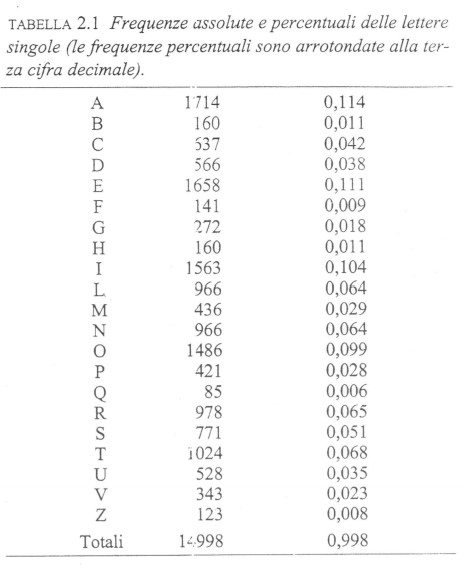 TABELLA 2.1 Frequenze assolute e percentuali delle lettere
singole (le frequenze percentuali sono arrotondate alla ter-
za cifra decimale).
A 1714 0,114
B 160 0,011
C 537 0,042
D 566 0,038
E 1658 0,111
F 141 0,009
G 272 0,018
H 160 0,011
I 1563 0,104
L 966 0,064
M 436 0,029
N 966 0,064
O 1486 0,099
P 421 0,028
Q 85 0,006
R 978 0,065
S 771 0,051
T 1024 0,068
U 528 0,035
V 343 0,023
Z 123 0,008
Totali 14998 0,998